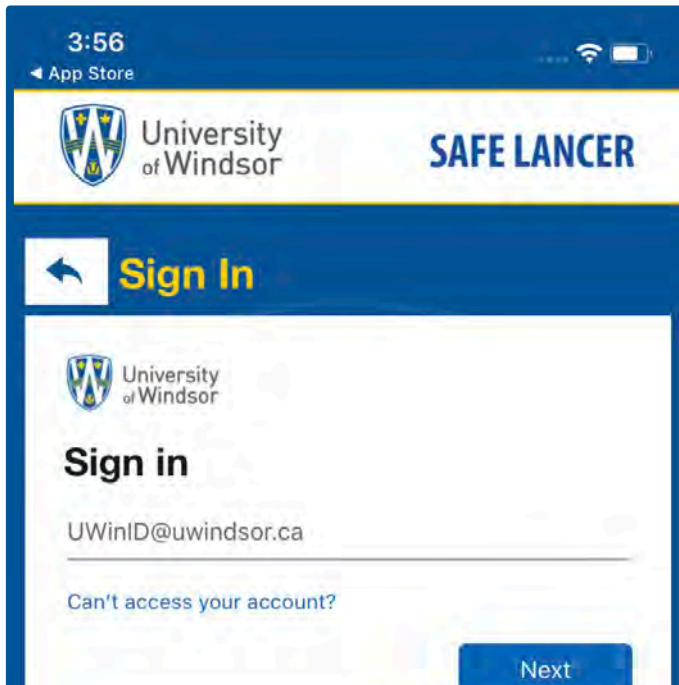 3:56
◀ App Store
University
of Windsor
SAFE LANCER
Sign In
University
of Windsor
Sign in
UWinID@uwindsor.ca
Can't access your account?
Next